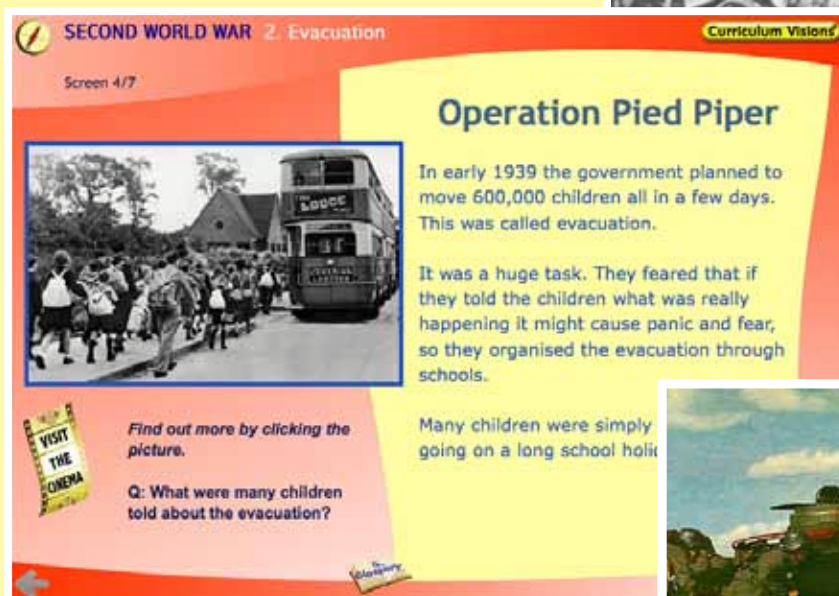 SECOND WORLD WAR 2. Evacuation
Curriculum Visions
Screen 4/7
Operation Pied Piper
In early 1939 the government planned to
move 600,000 children all in a few days.
This was called evacuation.
It was a huge task. They feared that if
they told the children what was really
happening it might cause panic and fear,
so they organised the evacuation through
schools.
Many children were simply
going on a long school
VISIT
THE
CINEMA
Find out more by clicking the
picture.
Q: What were many children
told about the evacuation?
Glossary